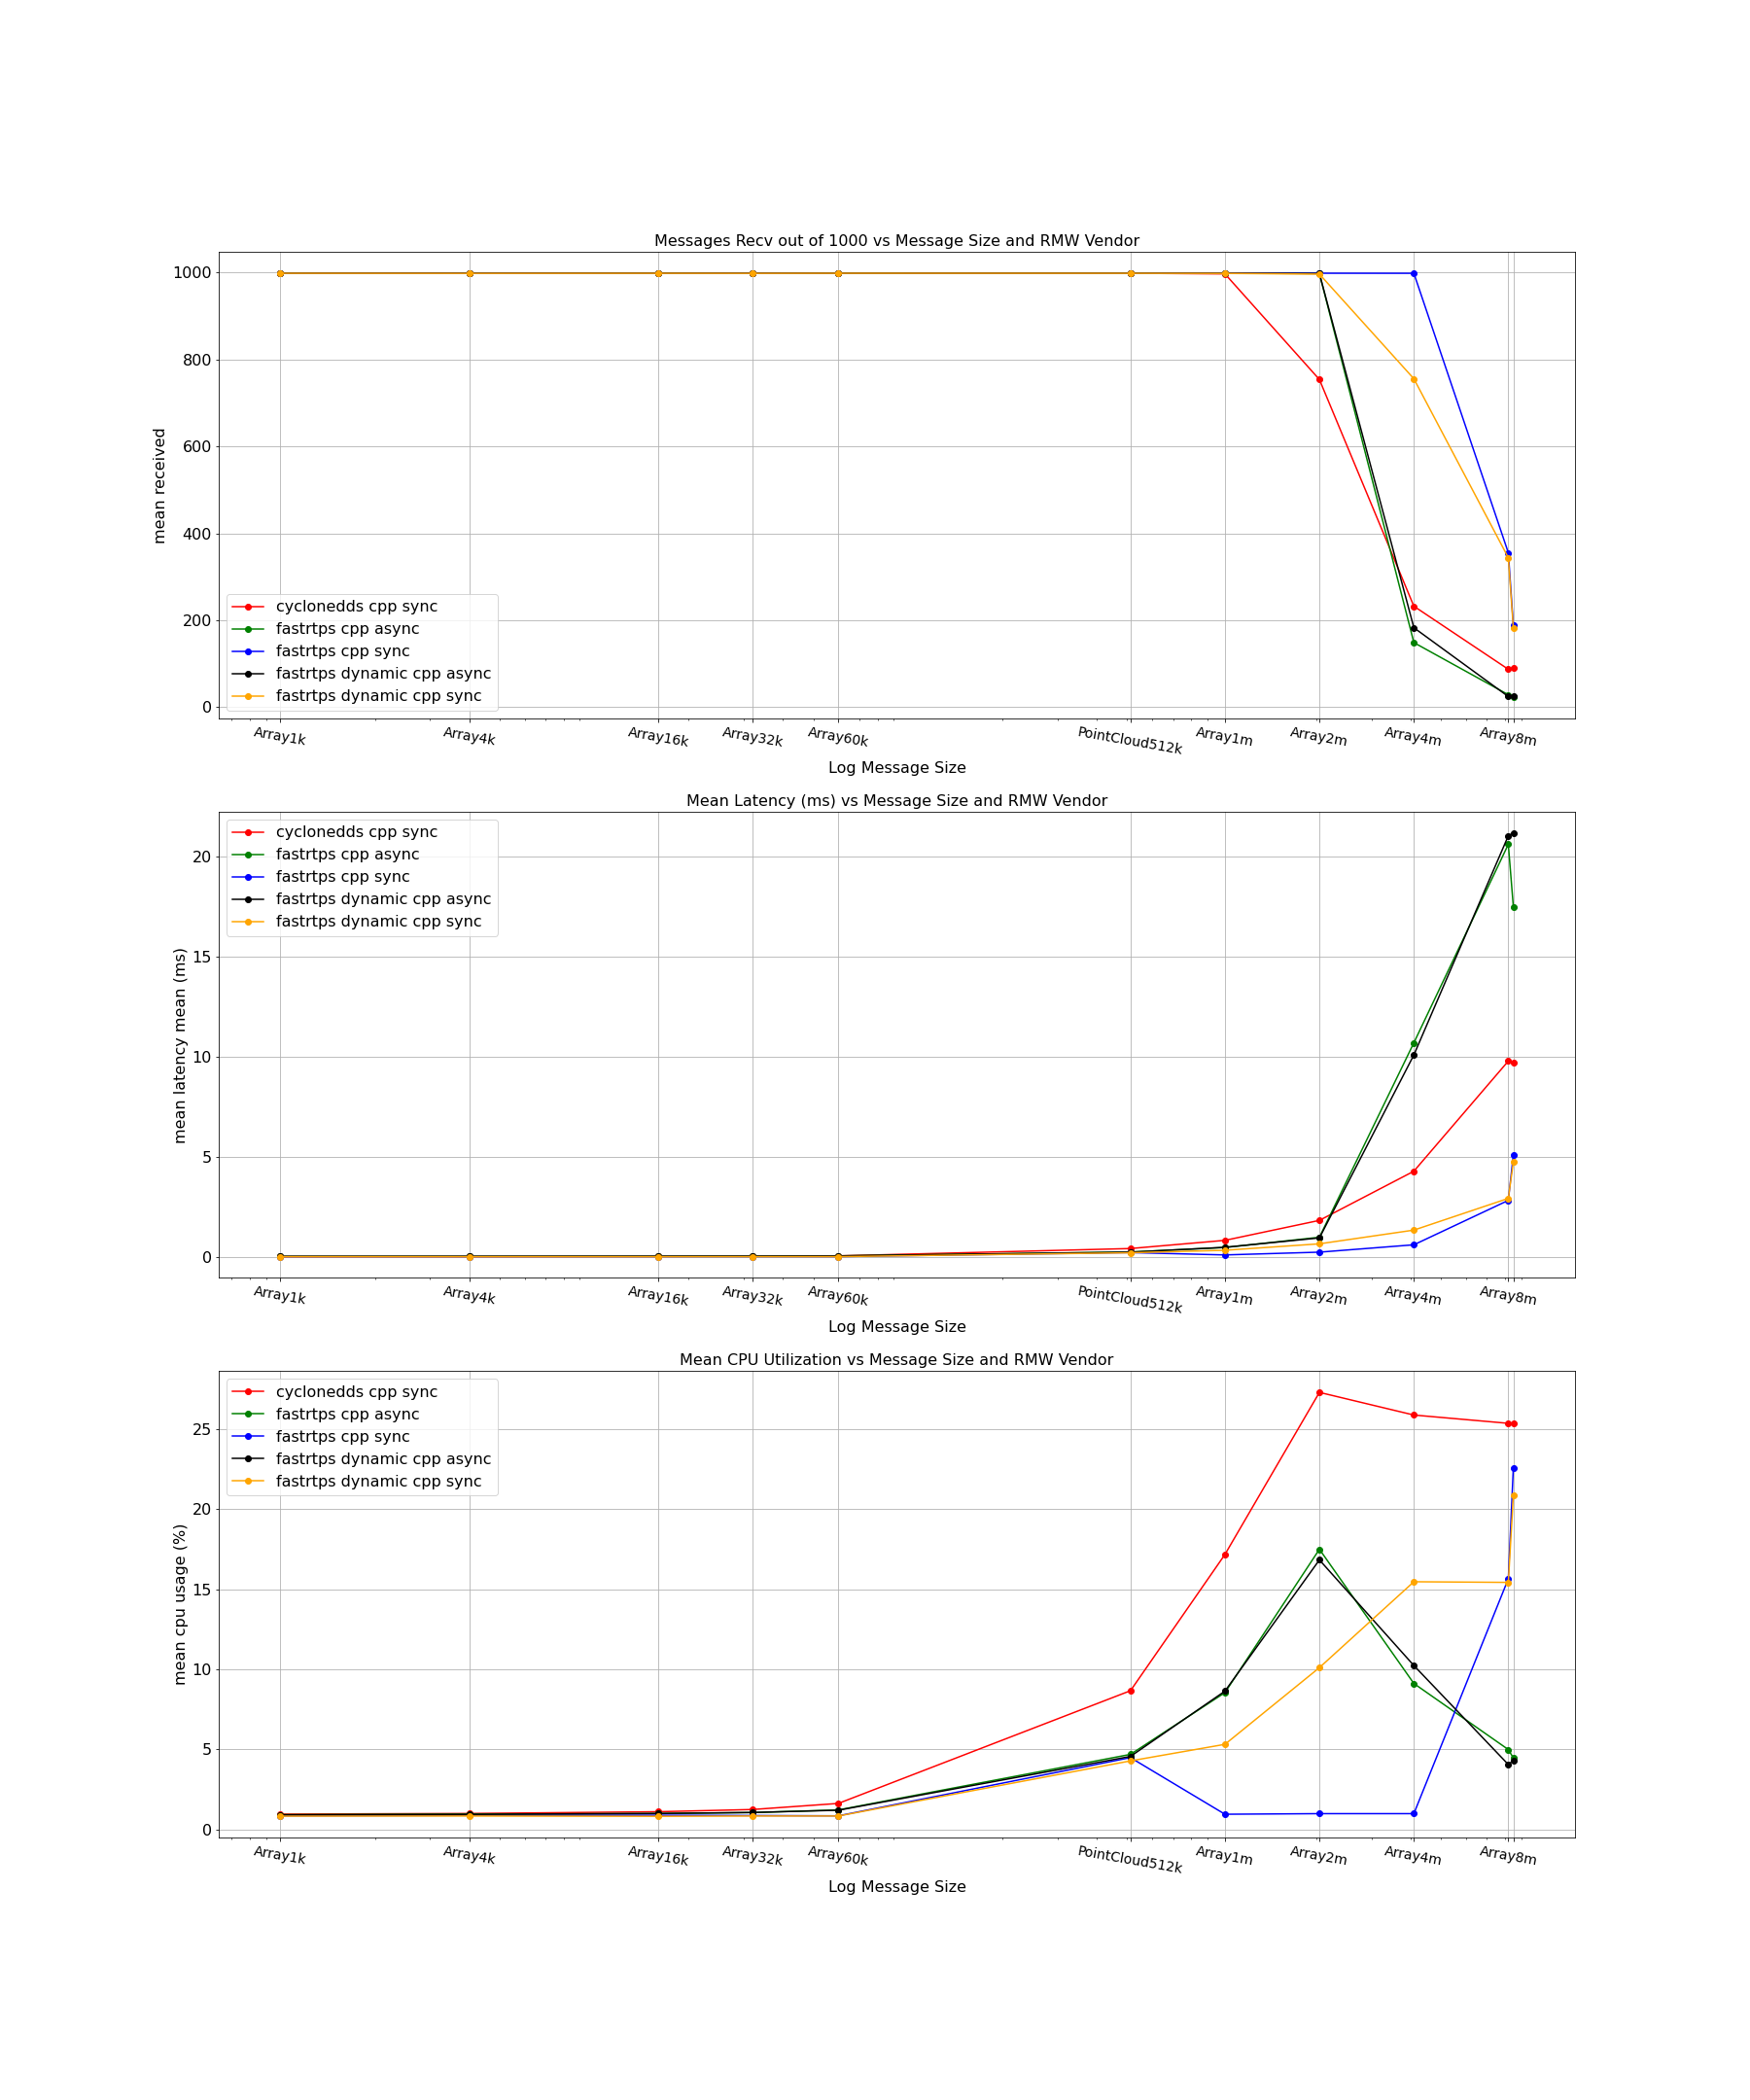 Messages Recv out of 1000 vs Message Size and RMW Vendor
mean received
1000
800
600
400
200
0
cyclonedds cpp sync
fastrtps cpp async
fastrtps cpp sync
fastrtps dynamic cpp async
fastrtps dynamic cpp sync
Array1k Array4k Array16k Array32k Array60k PointCloud512k Array1m Array2m Array4m Array8m
Log Message Size
Mean Latency (ms) vs Message Size and RMW Vendor
mean latency mean (ms)
20
15
10
5
0
cyclonedds cpp sync
fastrtps cpp async
fastrtps cpp sync
fastrtps dynamic cpp async
fastrtps dynamic cpp sync
Array1k Array4k Array16k Array32k Array60k PointCloud512k Array1m Array2m Array4m Array8m
Log Message Size
Mean CPU Utilization vs Message Size and RMW Vendor
mean cpu usage (%)
25
20
15
10
5
0
cyclonedds cpp sync
fastrtps cpp async
fastrtps cpp sync
fastrtps dynamic cpp async
fastrtps dynamic cpp sync
Array1k Array4k Array16k Array32k Array60k PointCloud512k Array1m Array2m Array4m Array8m
Log Message Size